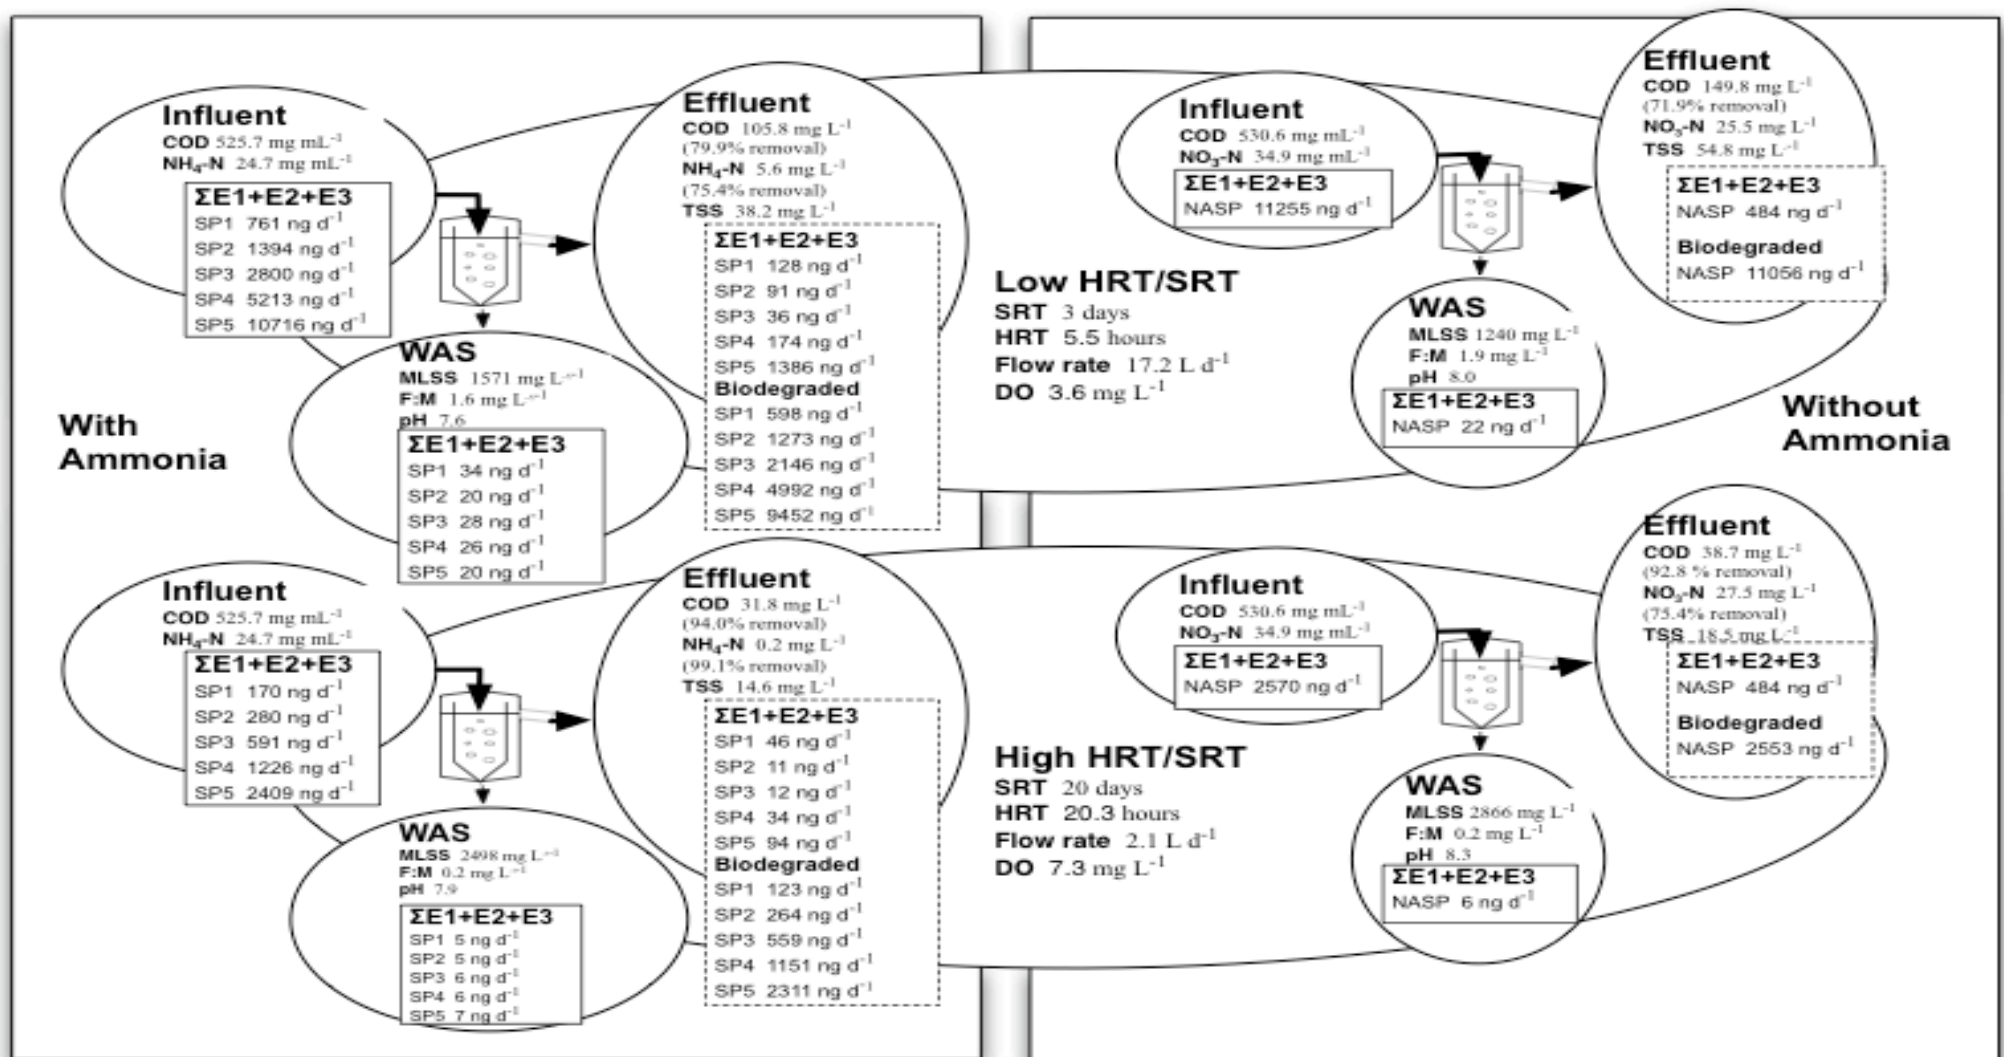 Influent
COD 525.7 mg mL⁻¹
NH₄-N 24.7 mg mL⁻¹
ΣE1+E2+E3
SP1 761 ng d⁻¹
SP2 1394 ng d⁻¹
SP3 2800 ng d⁻¹
SP4 5213 ng d⁻¹
SP5 10716 ng d⁻¹
Effluent
COD 105.8 mg L⁻¹
(79.9% removal)
NH₄-N 5.6 mg L⁻¹
(75.4% removal)
TSS 38.2 mg L⁻¹
ΣE1+E2+E3
SP1 128 ng d⁻¹
SP2 91 ng d⁻¹
SP3 36 ng d⁻¹
SP4 174 ng d⁻¹
SP5 1386 ng d⁻¹
Biodegraded
SP1 598 ng d⁻¹
SP2 1273 ng d⁻¹
SP3 2146 ng d⁻¹
SP4 4992 ng d⁻¹
SP5 9452 ng d⁻¹
WAS
MLSS 1571 mg L⁻¹
F:M 1.6 mg L⁻¹
pH 7.6
ΣE1+E2+E3
SP1 34 ng d⁻¹
SP2 20 ng d⁻¹
SP3 28 ng d⁻¹
SP4 26 ng d⁻¹
SP5 20 ng d⁻¹
With
Ammonia
Low HRT/SRT
SRT 3 days
HRT 5.5 hours
Flow rate 17.2 L d⁻¹
DO 3.6 mg L⁻¹
Influent
COD 530.6 mg mL⁻¹
NO₃-N 34.9 mg mL⁻¹
ΣE1+E2+E3
NASP 11255 ng d⁻¹
Effluent
COD 149.8 mg L⁻¹
(71.9% removal)
NO₃-N 25.5 mg L⁻¹
TSS 54.8 mg L⁻¹
ΣE1+E2+E3
NASP 484 ng d⁻¹
Biodegraded
NASP 11056 ng d⁻¹
WAS
MLSS 1240 mg L⁻¹
F:M 1.9 mg L⁻¹
pH 8.0
ΣE1+E2+E3
NASP 22 ng d⁻¹
Without
Ammonia
Influent
COD 525.7 mg mL⁻¹
NH₄-N 24.7 mg mL⁻¹
ΣE1+E2+E3
SP1 170 ng d⁻¹
SP2 280 ng d⁻¹
SP3 591 ng d⁻¹
SP4 1226 ng d⁻¹
SP5 2409 ng d⁻¹
Effluent
COD 31.8 mg L⁻¹
(94.0% removal)
NH₄-N 0.2 mg L⁻¹
(99.1% removal)
TSS 14.6 mg L⁻¹
ΣE1+E2+E3
SP1 46 ng d⁻¹
SP2 11 ng d⁻¹
SP3 12 ng d⁻¹
SP4 34 ng d⁻¹
SP5 94 ng d⁻¹
Biodegraded
SP1 123 ng d⁻¹
SP2 264 ng d⁻¹
SP3 559 ng d⁻¹
SP4 1151 ng d⁻¹
SP5 2311 ng d⁻¹
WAS
MLSS 2498 mg L⁻¹
F:M 0.2 mg L⁻¹
pH 7.9
ΣE1+E2+E3
SP1 5 ng d⁻¹
SP2 5 ng d⁻¹
SP3 6 ng d⁻¹
SP4 6 ng d⁻¹
SP5 7 ng d⁻¹
High HRT/SRT
SRT 20 days
HRT 20.3 hours
Flow rate 2.1 L d⁻¹
DO 7.3 mg L⁻¹
Influent
COD 530.6 mg mL⁻¹
NO₃-N 34.9 mg mL⁻¹
ΣE1+E2+E3
NASP 2570 ng d⁻¹
Effluent
COD 38.7 mg L⁻¹
(92.8 % removal)
NO₃-N 27.5 mg L⁻¹
(75.4% removal)
TSS 18.5 mg L⁻¹
ΣE1+E2+E3
NASP 484 ng d⁻¹
Biodegraded
NASP 2553 ng d⁻¹
WAS
MLSS 2866 mg L⁻¹
F:M 0.2 mg L⁻¹
pH 8.3
ΣE1+E2+E3
NASP 6 ng d⁻¹